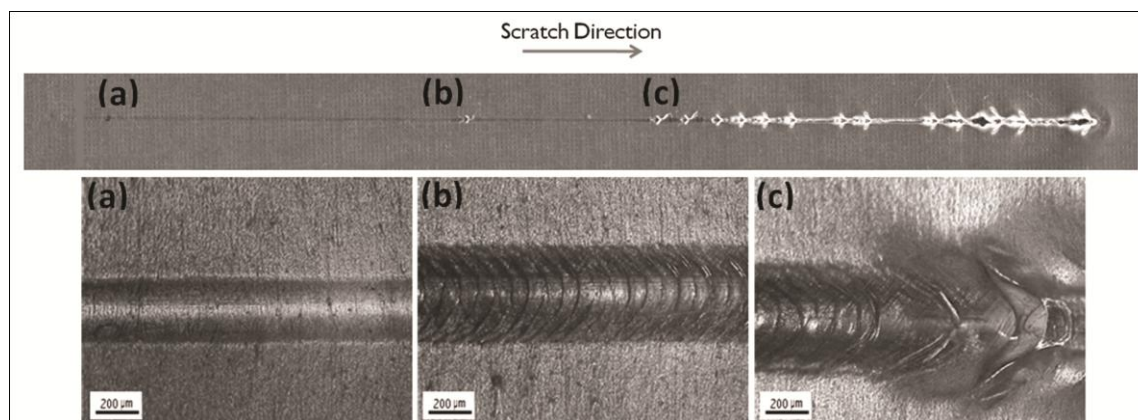 Scratch Direction
(a) (b) (c)
(a) (b) (c)
200 μm 200 μm 200 μm